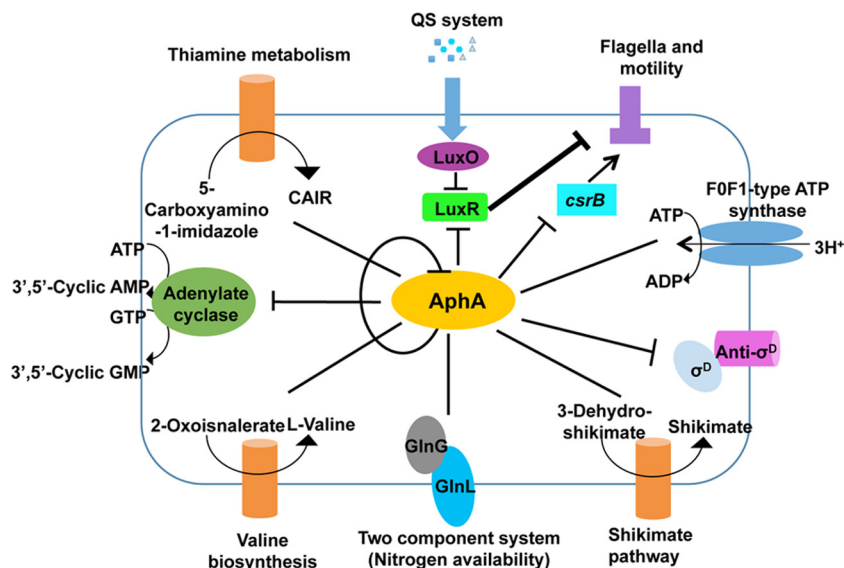 QS system
Thiamine metabolism
Flagella and
motility
LuxO
5-
Carboxyamino
-1-imidazole
CAIR
LuxR
csrB
F0F1-type ATP
synthase
ATP
3H+
ADP
ATP
3',5'-Cyclic AMP
GTP
3',5'-Cyclic GMP
Adenylate
cyclase
AphA
σD
Anti-σD
2-Oxoisnalerate
L-Valine
GlnG
GlnL
3-Dehydro-
shikimate
Shikimate
Valine
biosynthesis
Two component system
(Nitrogen availability)
Shikimate
pathway